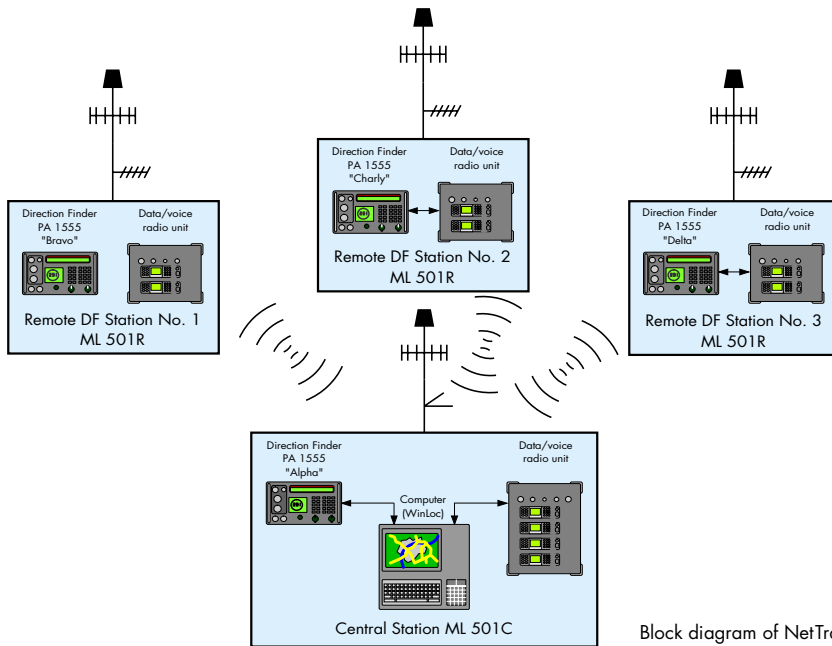 Direction Finder
PA 1555
"Charly"
Data/voice
radio unit
Remote DF Station No. 2
ML 501R
Direction Finder
PA 1555
"Bravo"
Data/voice
radio unit
Remote DF Station No. 1
ML 501R
Direction Finder
PA 1555
"Delta"
Data/voice
radio unit
Remote DF Station No. 3
ML 501R
Direction Finder
PA 1555
"Alpha"
Computer
(WinLoc)
Data/voice
radio unit
Central Station ML 501C
Block diagram of NetTra